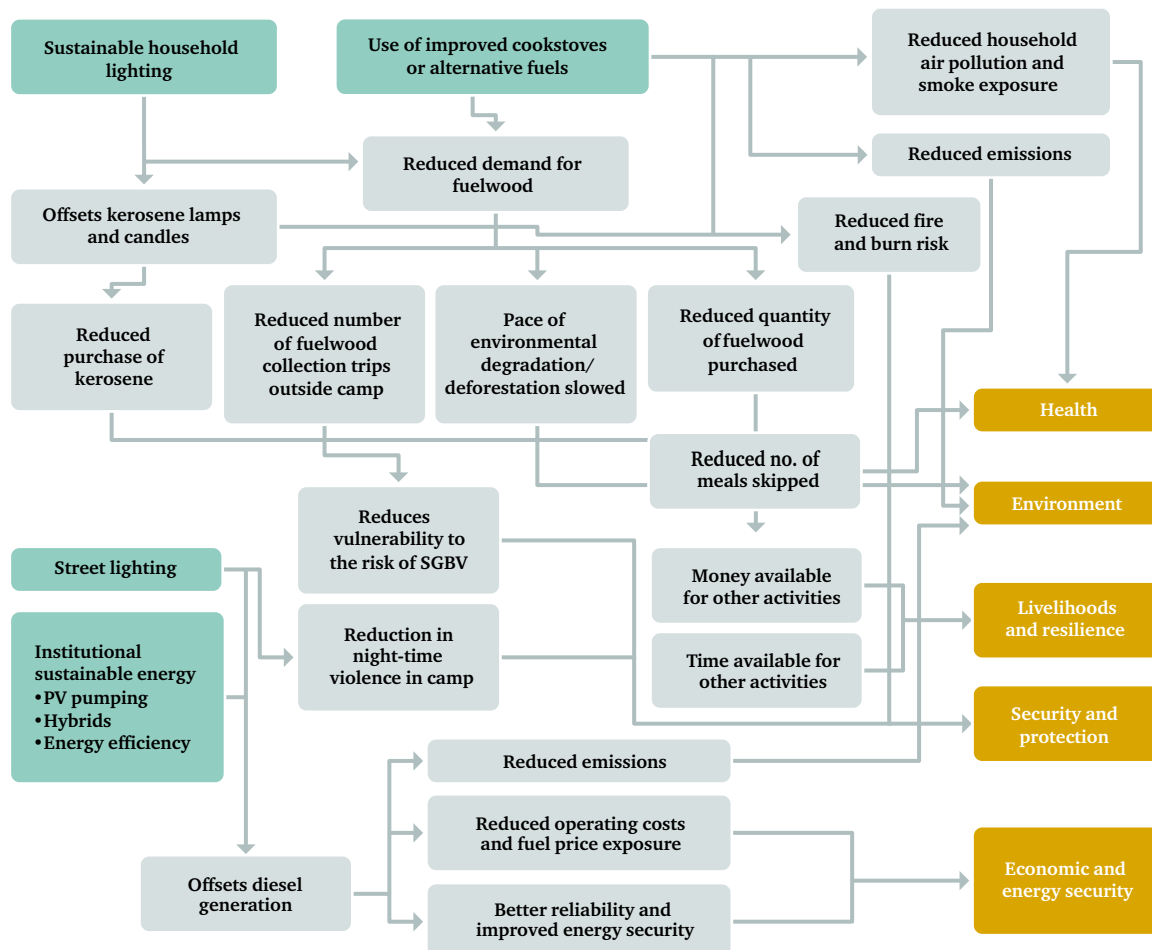 Sustainable household
lighting
Use of improved cookstoves
or alternative fuels
Reduced household
air pollution and
smoke exposure
Reduced demand for
fuelwood
Reduced emissions
Offsets kerosene lamps
and candles
Reduced fire
and burn risk
Reduced
purchase of
kerosene
Reduced number
of fuelwood
collection trips
outside camp
Pace of
environmental
degradation/
deforestation slowed
Reduced quantity
of fuelwood
purchased
Health
Reduced no. of
meals skipped
Environment
Reduces
vulnerability to
the risk of SGBV
Street lighting
Money available
for other activities
Livelihoods
and resilience
Institutional
sustainable energy
• PV pumping
• Hybrids
• Energy efficiency
Reduction in
night-time
violence in camp
Time available for
other activities
Security and
protection
Reduced emissions
Reduced operating costs
and fuel price exposure
Economic and
energy security
Offsets diesel
generation
Better reliability and
improved energy security